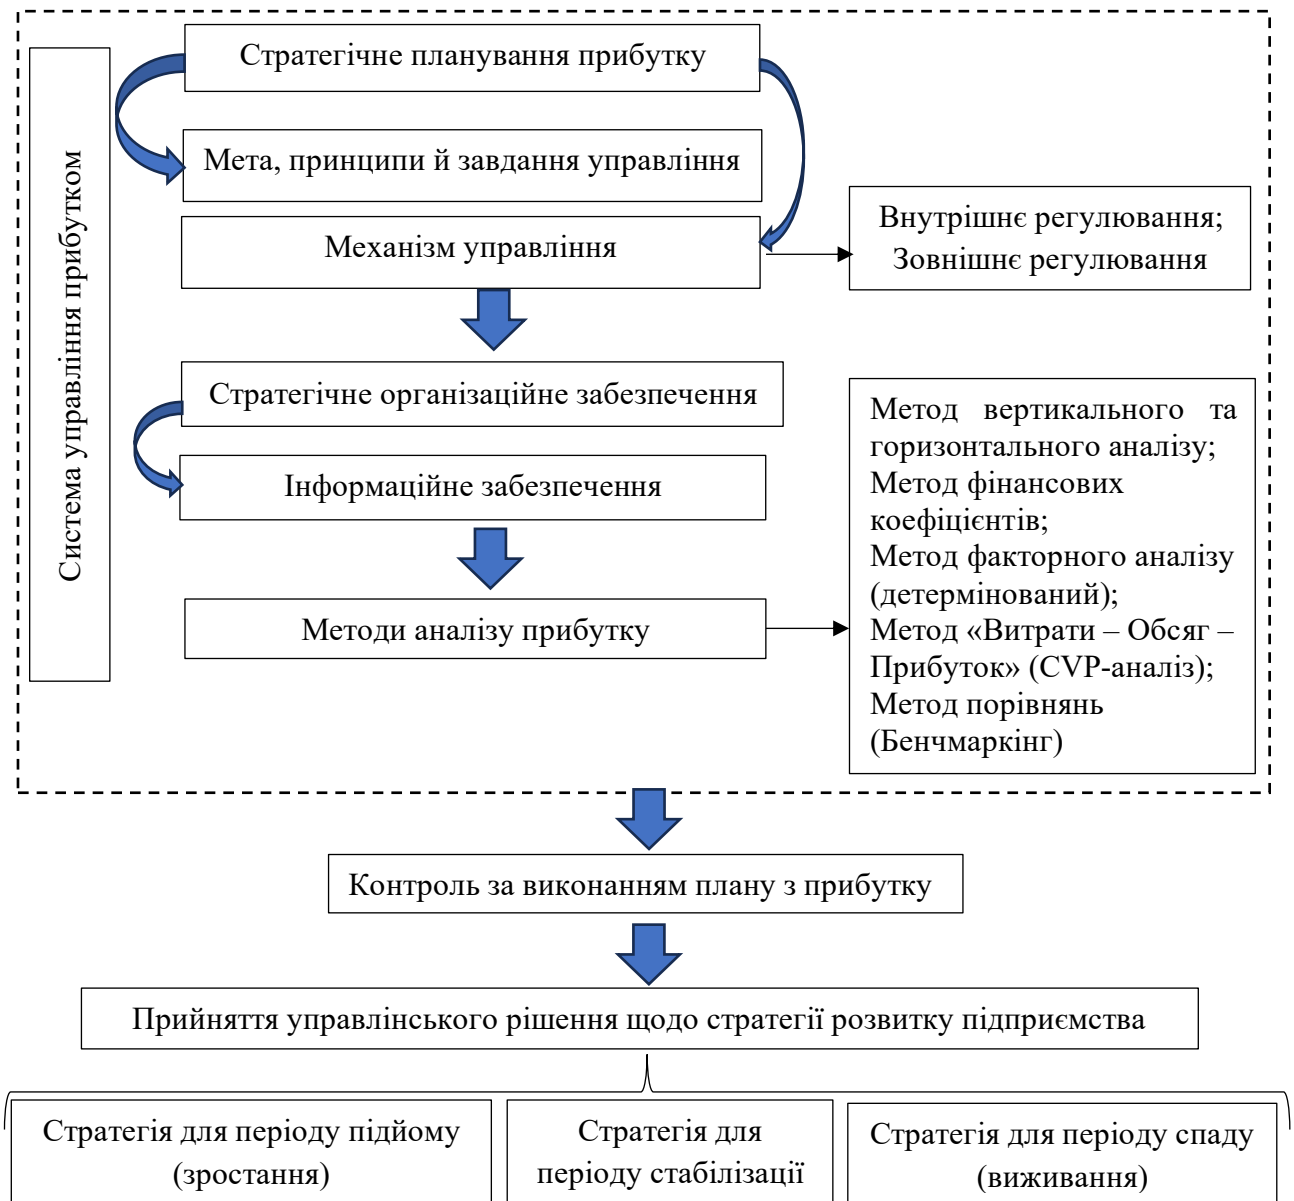 Система управління прибутком
Стратегічне планування прибутку
Мета, принципи й завдання управління
Механізм управління
Внутрішнє регулювання;
Зовнішнє регулювання
Стратегічне організаційне забезпечення
Інформаційне забезпечення
Методи аналізу прибутку
Метод вертикального та
горизонтального аналізу;
Метод фінансових
коефіцієнтів;
Метод факторного аналізу
(детермінований);
Метод «Витрати – Обсяг –
Прибуток» (CVP-аналіз);
Метод порівнянь
(Бенчмаркінг)
Контроль за виконанням плану з прибутку
Прийняття управлінського рішення щодо стратегії розвитку підприємства
Стратегія для періоду підйому
(зростання)
Стратегія для
періоду стабілізації
Стратегія для періоду спаду
(виживання)